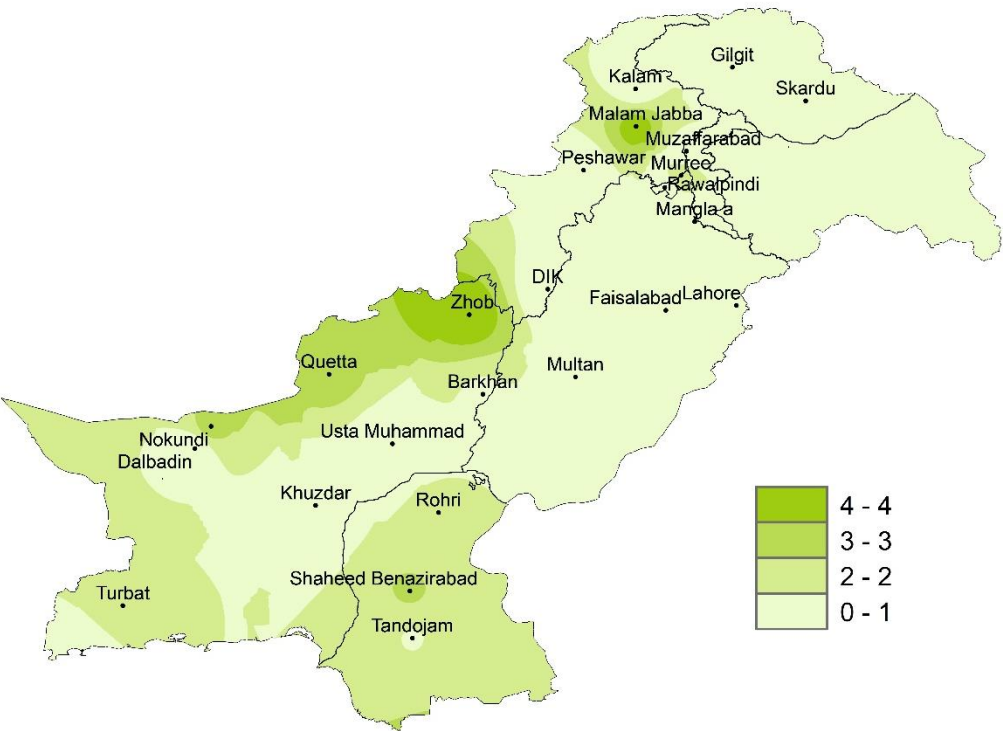 Gilgit
Kalam
Skardu
Malam Jabba
Muzaffarabad
Peshawar
Murree
Rawalpindi
Mangla a
DIK
Zhob
Faisalabad
Lahore
Quetta
Multan
Barkhan
Usta Muhammad
Nokundi
Dalbadin
Khuzdar
Rohri
Shaheed Benazirabad
Turbat
Tandojam
4 - 4
3 - 3
2 - 2
0 - 1